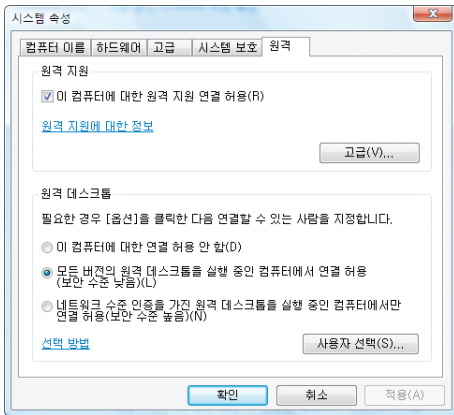 시스템 속성
컴퓨터 이름 하드웨어 고급 시스템 보호 원격
원격 지원
이 컴퓨터에 대한 원격 지원 연결 허용(R)
원격 지원에 대한 정보
고급(V)...
원격 데스크톱
필요한 경우 [옵션]을 클릭한 다음 연결할 수 있는 사람을 지정합니다.
이 컴퓨터에 대한 연결 허용 안 함(D)
모든 버전의 원격 데스크톱을 실행 중인 컴퓨터에서 연결 허용
(보안 수준 낮음)(L)
네트워크 수준 인증을 가진 원격 데스크톱을 실행 중인 컴퓨터에서만
연결 허용(보안 수준 높음)(N)
선택 방법
사용자 선택(S)...
확인 취소 적용(A)